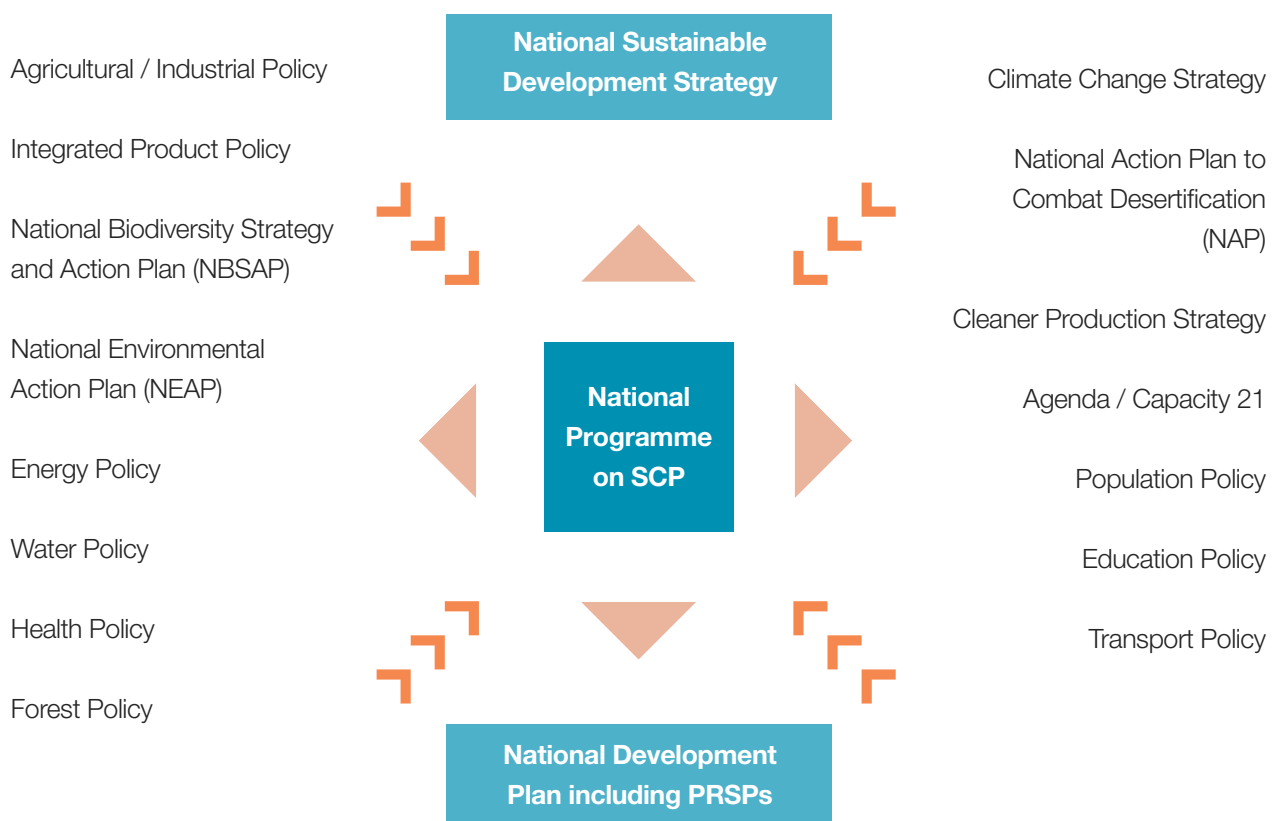 National Sustainable
Development Strategy
Agricultural / Industrial Policy
Integrated Product Policy
National Biodiversity Strategy
and Action Plan (NBSAP)
National Environmental
Action Plan (NEAP)
Energy Policy
Water Policy
Health Policy
Forest Policy
National
Programme
on SCP
Climate Change Strategy
National Action Plan to
Combat Desertification
(NAP)
Cleaner Production Strategy
Agenda / Capacity 21
Population Policy
Education Policy
Transport Policy
National Development
Plan including PRSPs